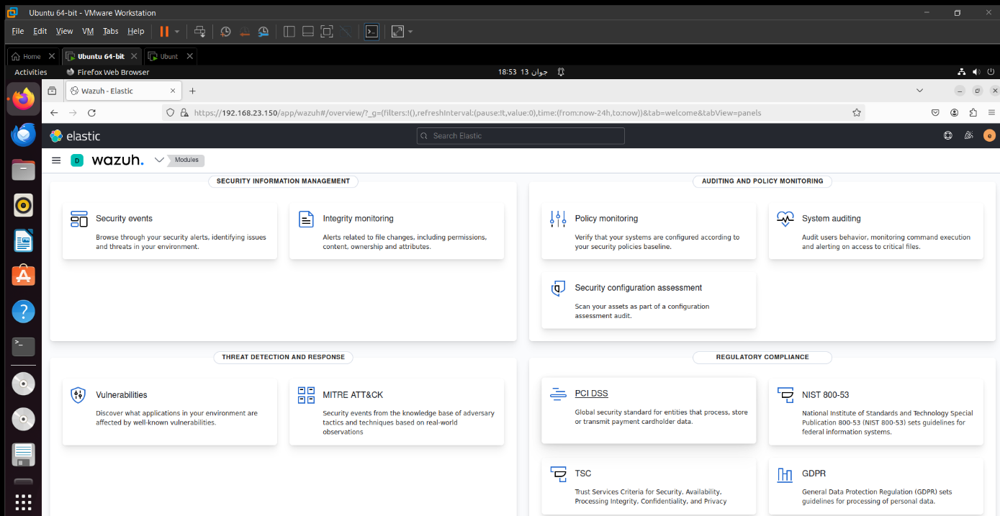 Ubuntu 64-bit - VMware Workstation
File Edit View VM Tabs Help
Home Ubuntu 64-bit Ubunt
Activities Firefox Web Browser 18:53 13 جوان
Wazuh - Elastic
https://192.168.23.150/app/wazuh#/overview/?_g=(filters:!(),refreshInterval:(pause:!t,value:0),time:(from:now-24h,to:now))&tab=welcome&tabView=panels
elastic Search Elastic e
D wazuh. Modules
SECURITY INFORMATION MANAGEMENT
Security events
Browse through your security alerts, identifying issues
and threats in your environment.
Integrity monitoring
Alerts related to file changes, including permissions,
content, ownership and attributes.
AUDITING AND POLICY MONITORING
Policy monitoring
Verify that your systems are configured according to
your security policies baseline.
System auditing
Audit users behavior, monitoring command execution
and alerting on access to critical files.
Security configuration assessment
Scan your assets as part of a configuration
assessment audit.
THREAT DETECTION AND RESPONSE
Vulnerabilities
Discover what applications in your environment are
affected by well-known vulnerabilities.
MITRE ATT&CK
Security events from the knowledge base of adversary
tactics and techniques based on real-world
observations
REGULATORY COMPLIANCE
PCI DSS
Global security standard for entities that process, store
or transmit payment cardholder data.
NIST 800-53
National Institute of Standards and Technology Special
Publication 800-53 (NIST 800-53) sets guidelines for
federal information systems.
TSC
Trust Services Criteria for Security, Availability,
Processing Integrity, Confidentiality, and Privacy
GDPR
General Data Protection Regulation (GDPR) sets
guidelines for processing of personal data.